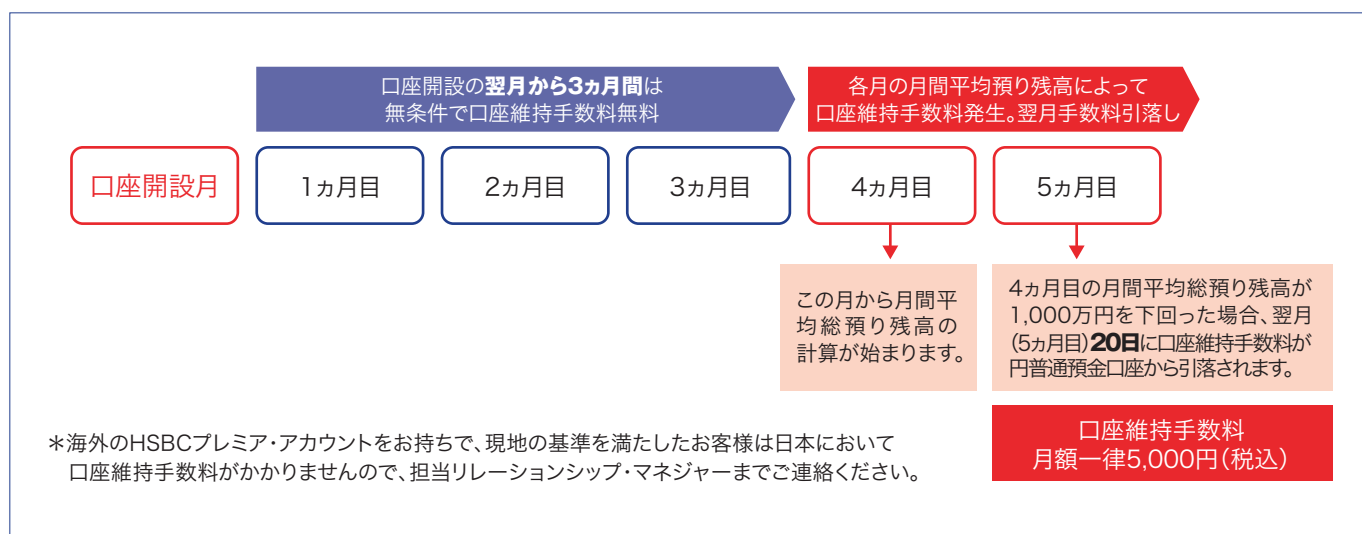 口座開設の翌月から3ヵ月間は
無条件で口座維持手数料無料
各月の月間平均預り残高によって
口座維持手数料発生。翌月手数料引落し
口座開設月
1ヵ月目
2ヵ月目
3ヵ月目
4ヵ月目
5ヵ月目
この月から月間平
均総預り残高の
計算が始まります。
4ヵ月目の月間平均総預り残高が
1,000万円を下回った場合、翌月
(5ヵ月目)20日に口座維持手数料が
円普通預金口座から引落されます。
口座維持手数料
月額一律5,000円(税込)
＊海外のHSBCプレミア・アカウントをお持ちで、現地の基準を満たしたお客様は日本において
口座維持手数料がかかりませんので、担当リレーションシップ・マネジャーまでご連絡ください。